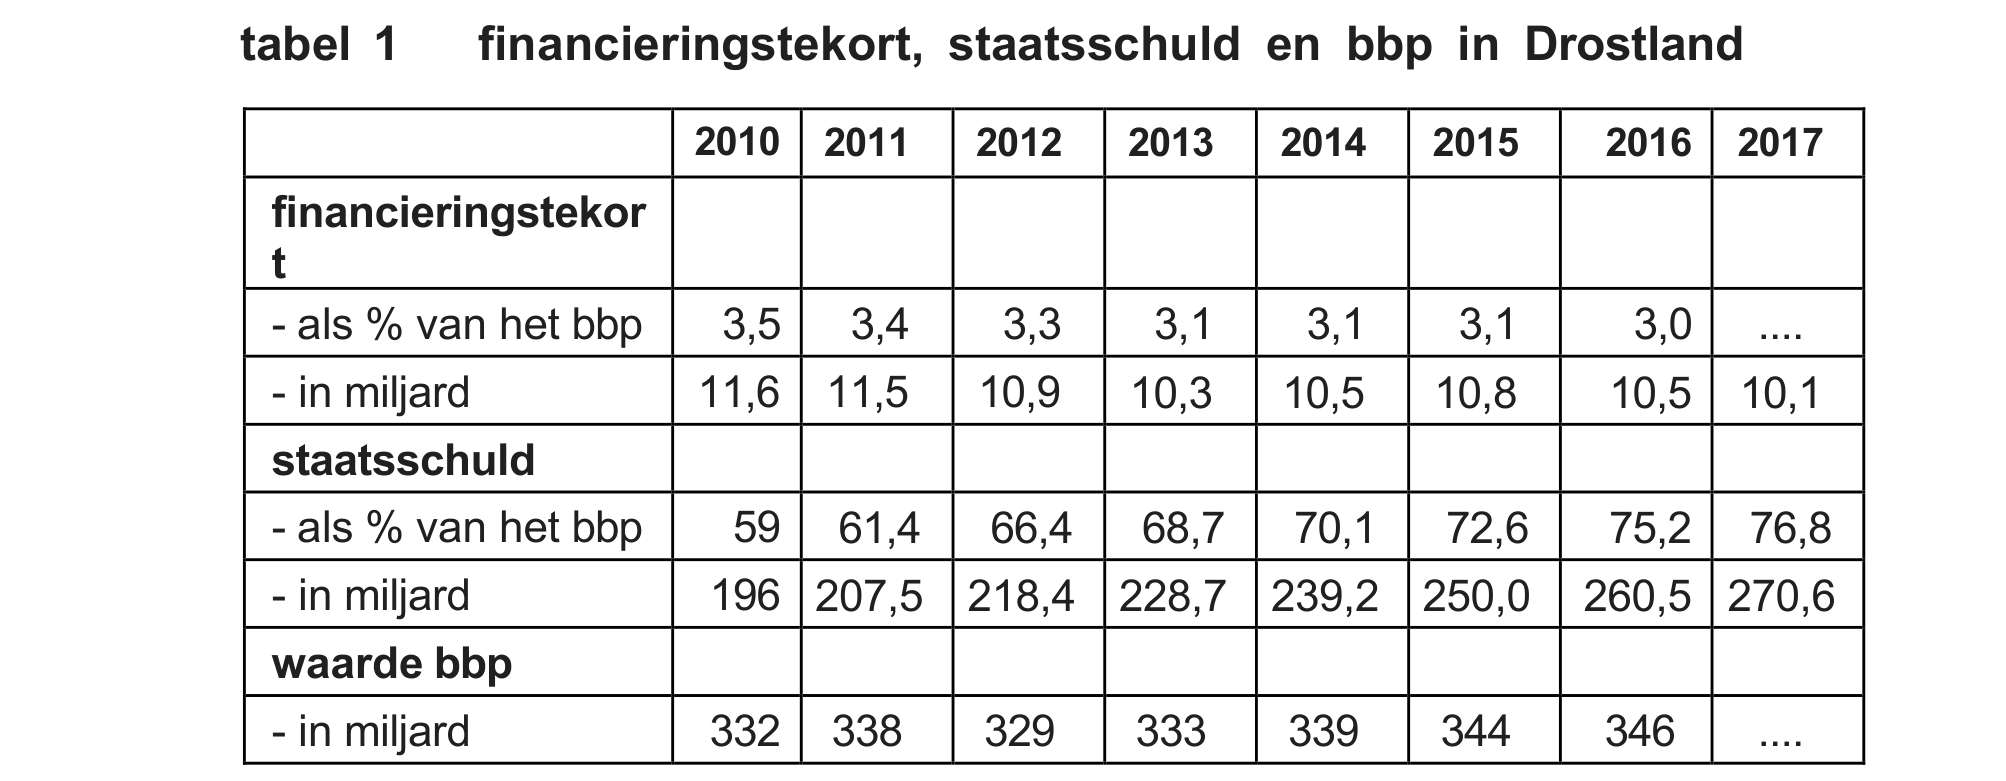 tabel 1 financieringstekort, staatsschuld en bbp in Drostland
2010 2011 2012 2013 2014 2015 2016 2017
financieringstekor
t
- als % van het bbp 3,5 3,4 3,3 3,1 3,1 3,1 3,0 ....
- in miljard 11,6 11,5 10,9 10,3 10,5 10,8 10,5 10,1
staatsschuld
- als % van het bbp 59 61,4 66,4 68,7 70,1 72,6 75,2 76,8
- in miljard 196 207,5 218,4 228,7 239,2 250,0 260,5 270,6
waarde bbp
- in miljard 332 338 329 333 339 344 346 ....